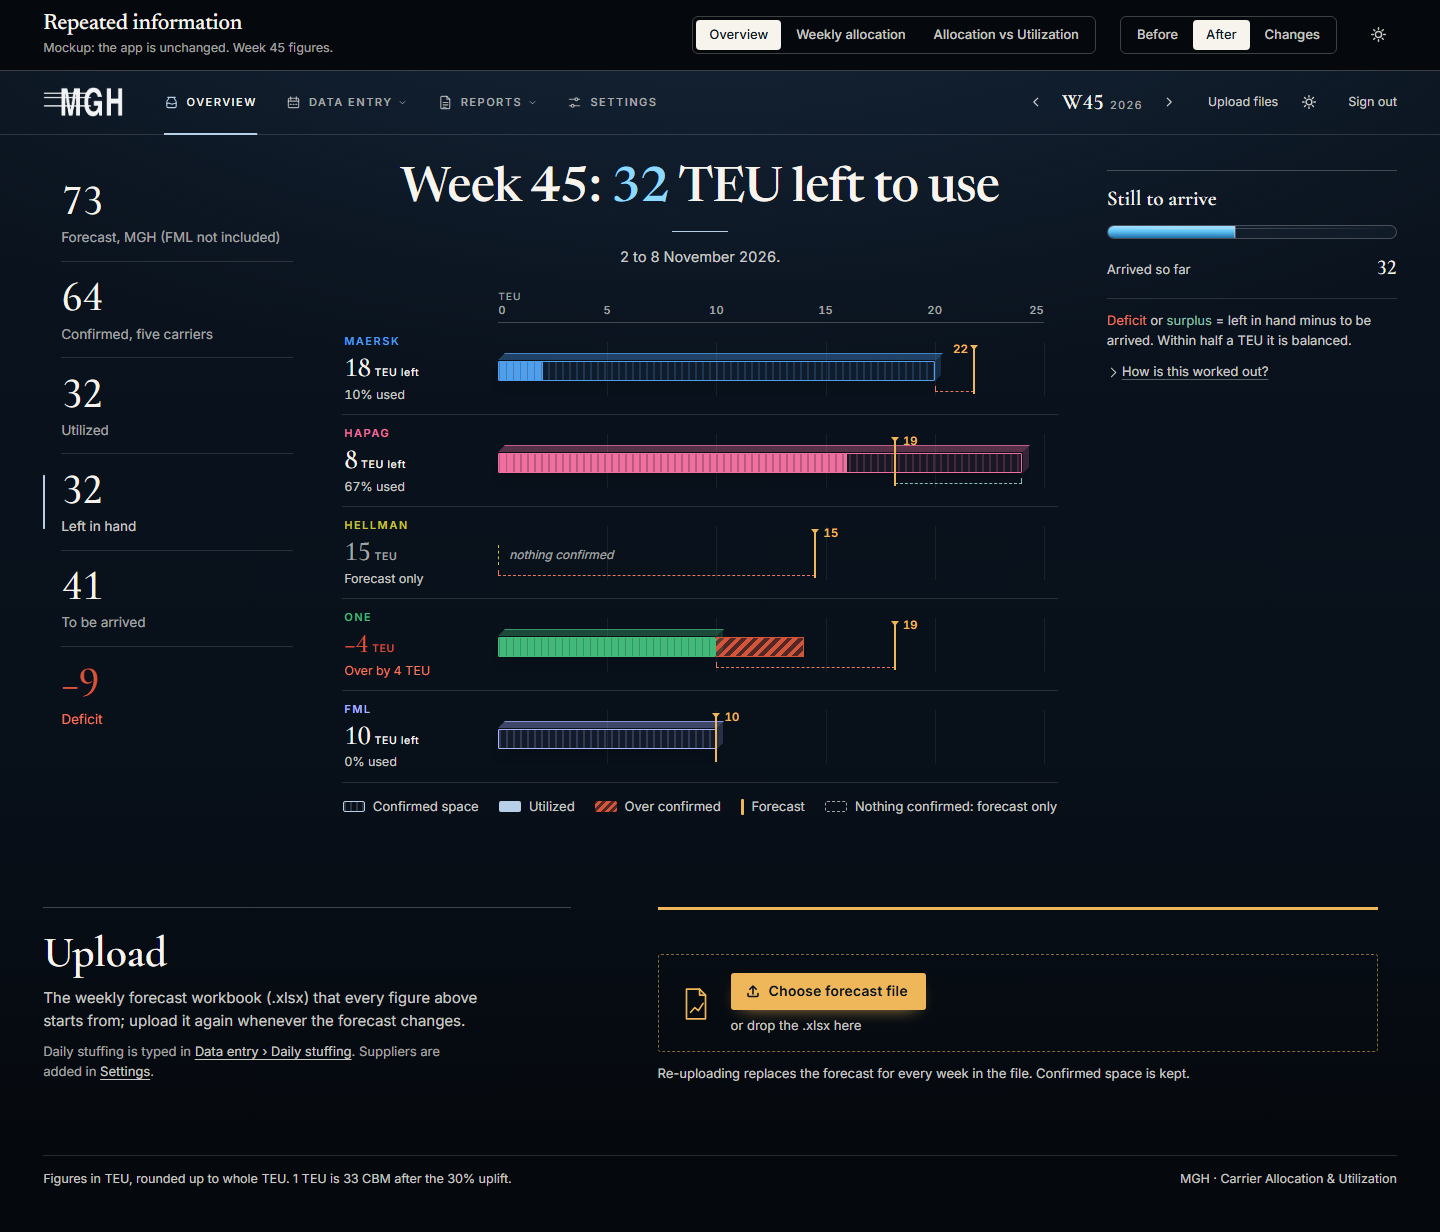 Repeated information
Mockup: the app is unchanged. Week 45 figures.
Overview
Weekly allocation
Allocation vs Utilization
Before
After
Changes
MGH
OVERVIEW
DATA ENTRY
REPORTS
SETTINGS
W45 2026
Upload files
Sign out
73
Forecast, MGH (FML not included)
64
Confirmed, five carriers
32
Utilized
32
Left in hand
41
To be arrived
–9
Deficit
Week 45: 32 TEU left to use
2 to 8 November 2026.
TEU
0 5 10 15 20 25
MAERSK
18 TEU left
10% used
22
HAPAG
8 TEU left
67% used
19
HELLMAN
15 TEU
Forecast only
nothing confirmed
15
ONE
–4 TEU
Over by 4 TEU
19
FML
10 TEU left
0% used
10
Confirmed space
Utilized
Over confirmed
Forecast
Nothing confirmed: forecast only
Still to arrive
Arrived so far 32
Deficit or surplus = left in hand minus to be
arrived. Within half a TEU it is balanced.
How is this worked out?
Upload
The weekly forecast workbook (.xlsx) that every figure above
starts from; upload it again whenever the forecast changes.
Daily stuffing is typed in Data entry › Daily stuffing. Suppliers are
added in Settings.
Choose forecast file
or drop the .xlsx here
Re-uploading replaces the forecast for every week in the file. Confirmed space is kept.
Figures in TEU, rounded up to whole TEU. 1 TEU is 33 CBM after the 30% uplift.
MGH · Carrier Allocation & Utilization